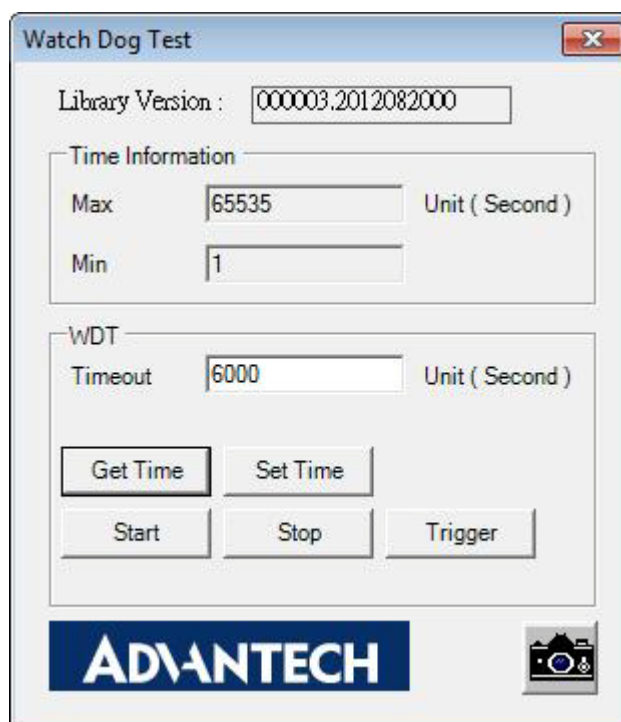 Watch Dog Test
Library Version : 000003.2012082000
Time Information
Max 65535 Unit ( Second )
Min 1
WDT
Timeout 6000 Unit ( Second )
Get Time Set Time
Start Stop Trigger
ADVANTECH